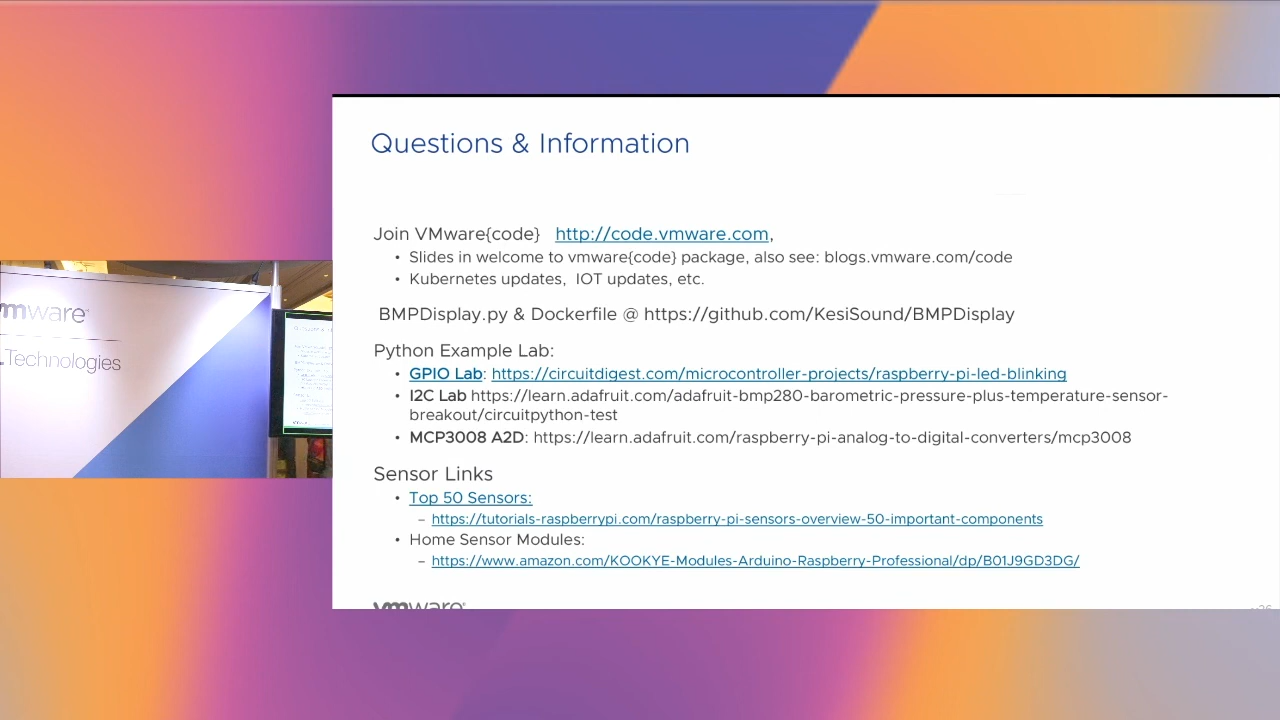 Questions & Information
Join VMware{code} http://code.vmware.com,
• Slides in welcome to vmware{code} package, also see: blogs.vmware.com/code
• Kubernetes updates, IOT updates, etc.
BMPDisplay.py & Dockerfile @ https://github.com/KesiSound/BMPDisplay
Python Example Lab:
• GPIO Lab: https://circuitdigest.com/microcontroller-projects/raspberry-pi-led-blinking
• I2C Lab https://learn.adafruit.com/adafruit-bmp280-barometric-pressure-plus-temperature-sensor-
breakout/circuitpython-test
• MCP3008 A2D: https://learn.adafruit.com/raspberry-pi-analog-to-digital-converters/mcp3008
Sensor Links
• Top 50 Sensors:
– https://tutorials-raspberrypi.com/raspberry-pi-sensors-overview-50-important-components
• Home Sensor Modules:
– https://www.amazon.com/KOOKYE-Modules-Arduino-Raspberry-Professional/dp/B01J9GD3DG/
vmware
mware
Technologies